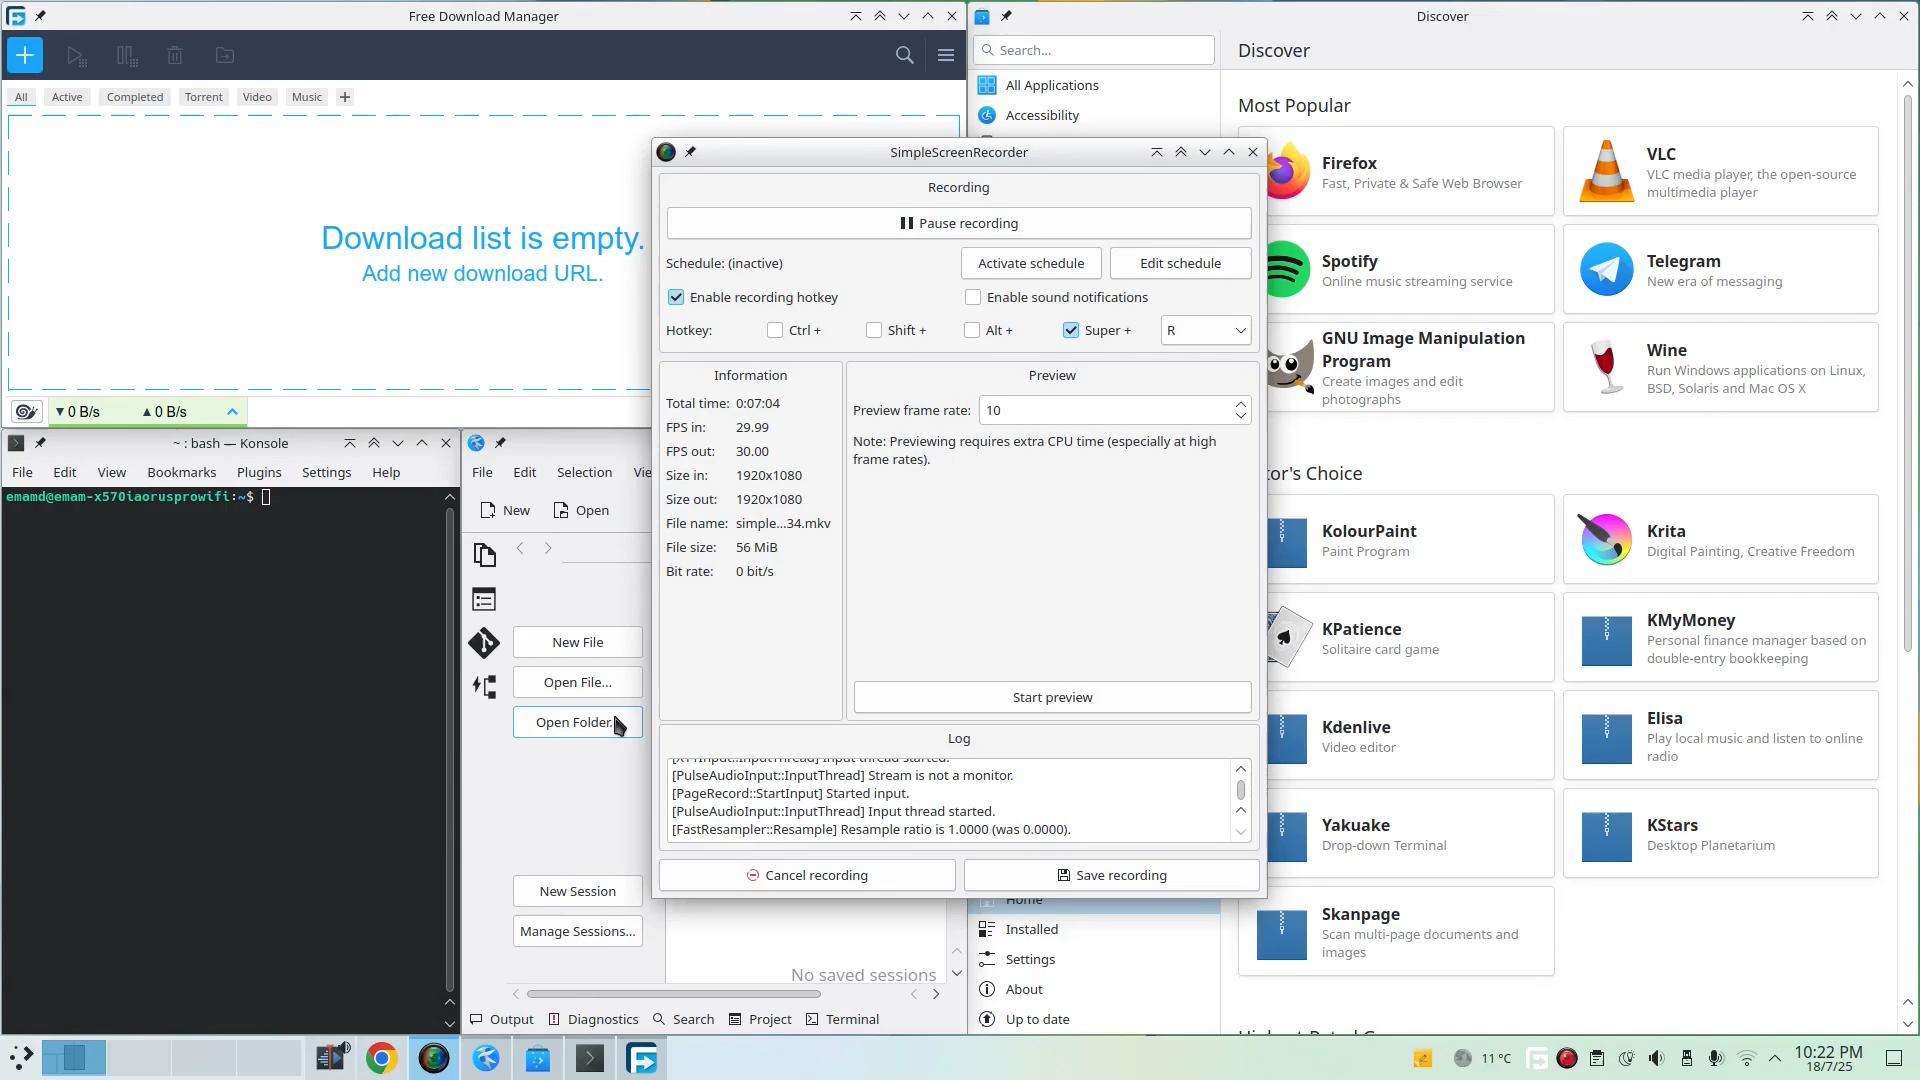 Free Download Manager
All
Active
Completed
Torrent
Video
Music
Download list is empty.
Add new download URL.
▼ 0 B/s
▲ 0 B/s
~ : bash — Konsole
File
Edit
View
Bookmarks
Plugins
Settings
Help
emamd@emam-x570iaorusprowifi:~$
File
Edit
Selection
New
Open
New File
Open File...
Open Folder.
New Session
Manage Sessions...
No saved sessions
Output
Diagnostics
Search
Project
Terminal
SimpleScreenRecorder
Recording
Pause recording
Schedule: (inactive)
Activate schedule
Edit schedule
Enable recording hotkey
Enable sound notifications
Hotkey:
Ctrl +
Shift +
Alt +
Super +
R
Information
Total time: 0:07:04
FPS in: 29.99
FPS out: 30.00
Size in: 1920x1080
Size out: 1920x1080
File name: simple...34.mkv
File size: 56 MiB
Bit rate: 0 bit/s
Preview
Preview frame rate: 10
Note: Previewing requires extra CPU time (especially at high
frame rates).
Start preview
Log
[X11Input::InputThread] Input thread started.
[PulseAudioInput::InputThread] Stream is not a monitor.
[PageRecord::StartInput] Started input.
[PulseAudioInput::InputThread] Input thread started.
[FastResampler::Resample] Resample ratio is 1.0000 (was 0.0000).
Cancel recording
Save recording
Discover
Search...
Discover
All Applications
Accessibility
Home
Installed
Settings
About
Up to date
Most Popular
Firefox
Fast, Private & Safe Web Browser
VLC
VLC media player, the open-source
multimedia player
Spotify
Online music streaming service
Telegram
New era of messaging
GNU Image Manipulation
Program
Create images and edit
photographs
Wine
Run Windows applications on Linux,
BSD, Solaris and Mac OS X
tor's Choice
KolourPaint
Paint Program
Krita
Digital Painting, Creative Freedom
KPatience
Solitaire card game
KMyMoney
Personal finance manager based on
double-entry bookkeeping
Kdenlive
Video editor
Elisa
Play local music and listen to online
radio
Yakuake
Drop-down Terminal
KStars
Desktop Planetarium
Skanpage
Scan multi-page documents and
images
11 °C
10:22 PM
18/7/25